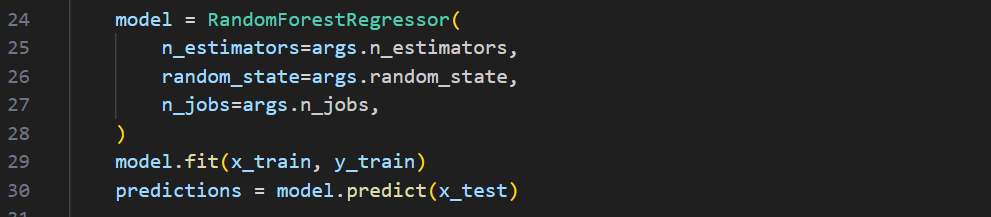 24 model = RandomForestRegressor(
25 n_estimators=args.n_estimators,
26 random_state=args.random_state,
27 n_jobs=args.n_jobs,
28 )
29 model.fit(x_train, y_train)
30 predictions = model.predict(x_test)